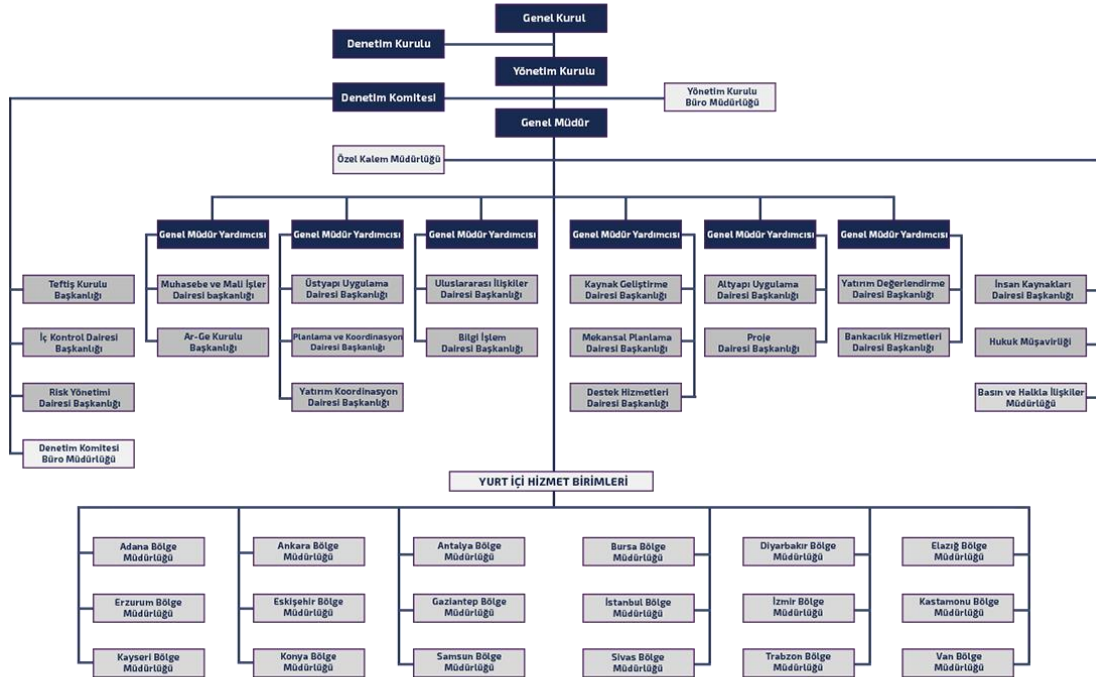 Genel Kurul
Denetim Kurulu
Yönetim Kurulu
Denetim Komitesi
Yönetim Kurulu
Büro Müdürlüğü
Genel Müdür
Özel Kalem Müdürlüğü
Genel Müdür Yardımcısı
Genel Müdür Yardımcısı
Genel Müdür Yardımcısı
Genel Müdür Yardımcısı
Genel Müdür Yardımcısı
Genel Müdür Yardımcısı
Teftiş Kurulu
Başkanlığı
Muhasebe ve Mali İşler
Dairesi başkanlığı
Üstyapı Uygulama
Dairesi Başkanlığı
Uluslararası İlişkiler
Dairesi Başkanlığı
Kaynak Geliştirme
Dairesi Başkanlığı
Altyapı Uygulama
Dairesi Başkanlığı
Yatırım Değerlendirme
Dairesi Başkanlığı
İnsan Kaynakları
Dairesi Başkanlığı
İç Kontrol Dairesi
Başkanlığı
Ar-Ge Kurulu
Başkanlığı
Planlama ve Koordinasyon
Dairesi Başkanlığı
Bilgi İşlem
Dairesi Başkanlığı
Mekansal Planlama
Dairesi Başkanlığı
Proje
Dairesi Başkanlığı
Bankacılık Hizmetleri
Dairesi Başkanlığı
Hukuk Müşavirliği
Risk Yönetimi
Dairesi Başkanlığı
Yatırım Koordinasyon
Dairesi Başkanlığı
Destek Hizmetleri
Dairesi Başkanlığı
Basın ve Halkla İlişkiler
Müdürlüğü
Denetim Komitesi
Büro Müdürlüğü
YURT İÇİ HİZMET BİRİMLERİ
Adana Bölge
Müdürlüğü
Ankara Bölge
Müdürlüğü
Antalya Bölge
Müdürlüğü
Bursa Bölge
Müdürlüğü
Diyarbakır Bölge
Müdürlüğü
Elazığ Bölge
Müdürlüğü
Erzurum Bölge
Müdürlüğü
Eskişehir Bölge
Müdürlüğü
Gaziantep Bölge
Müdürlüğü
İstanbul Bölge
Müdürlüğü
İzmir Bölge
Müdürlüğü
Kastamonu Bölge
Müdürlüğü
Kayseri Bölge
Müdürlüğü
Konya Bölge
Müdürlüğü
Samsun Bölge
Müdürlüğü
Sivas Bölge
Müdürlüğü
Trabzon Bölge
Müdürlüğü
Van Bölge
Müdürlüğü